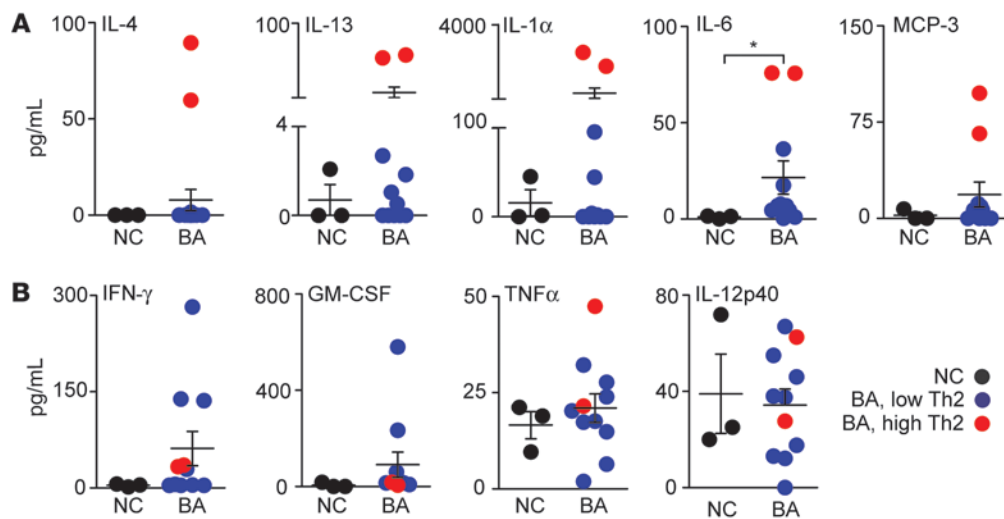 A
IL-4
IL-13
IL-1α
IL-6
MCP-3
pg/mL
100
50
0
NC BA
100
4
0
NC BA
4000
100
0
NC BA
100
50
0
*
NC BA
150
75
0
NC BA
B
IFN-γ
GM-CSF
TNFα
IL-12p40
pg/mL
300
150
0
NC BA
800
400
0
NC BA
50
25
0
NC BA
80
40
0
NC BA
NC
BA, low Th2
BA, high Th2